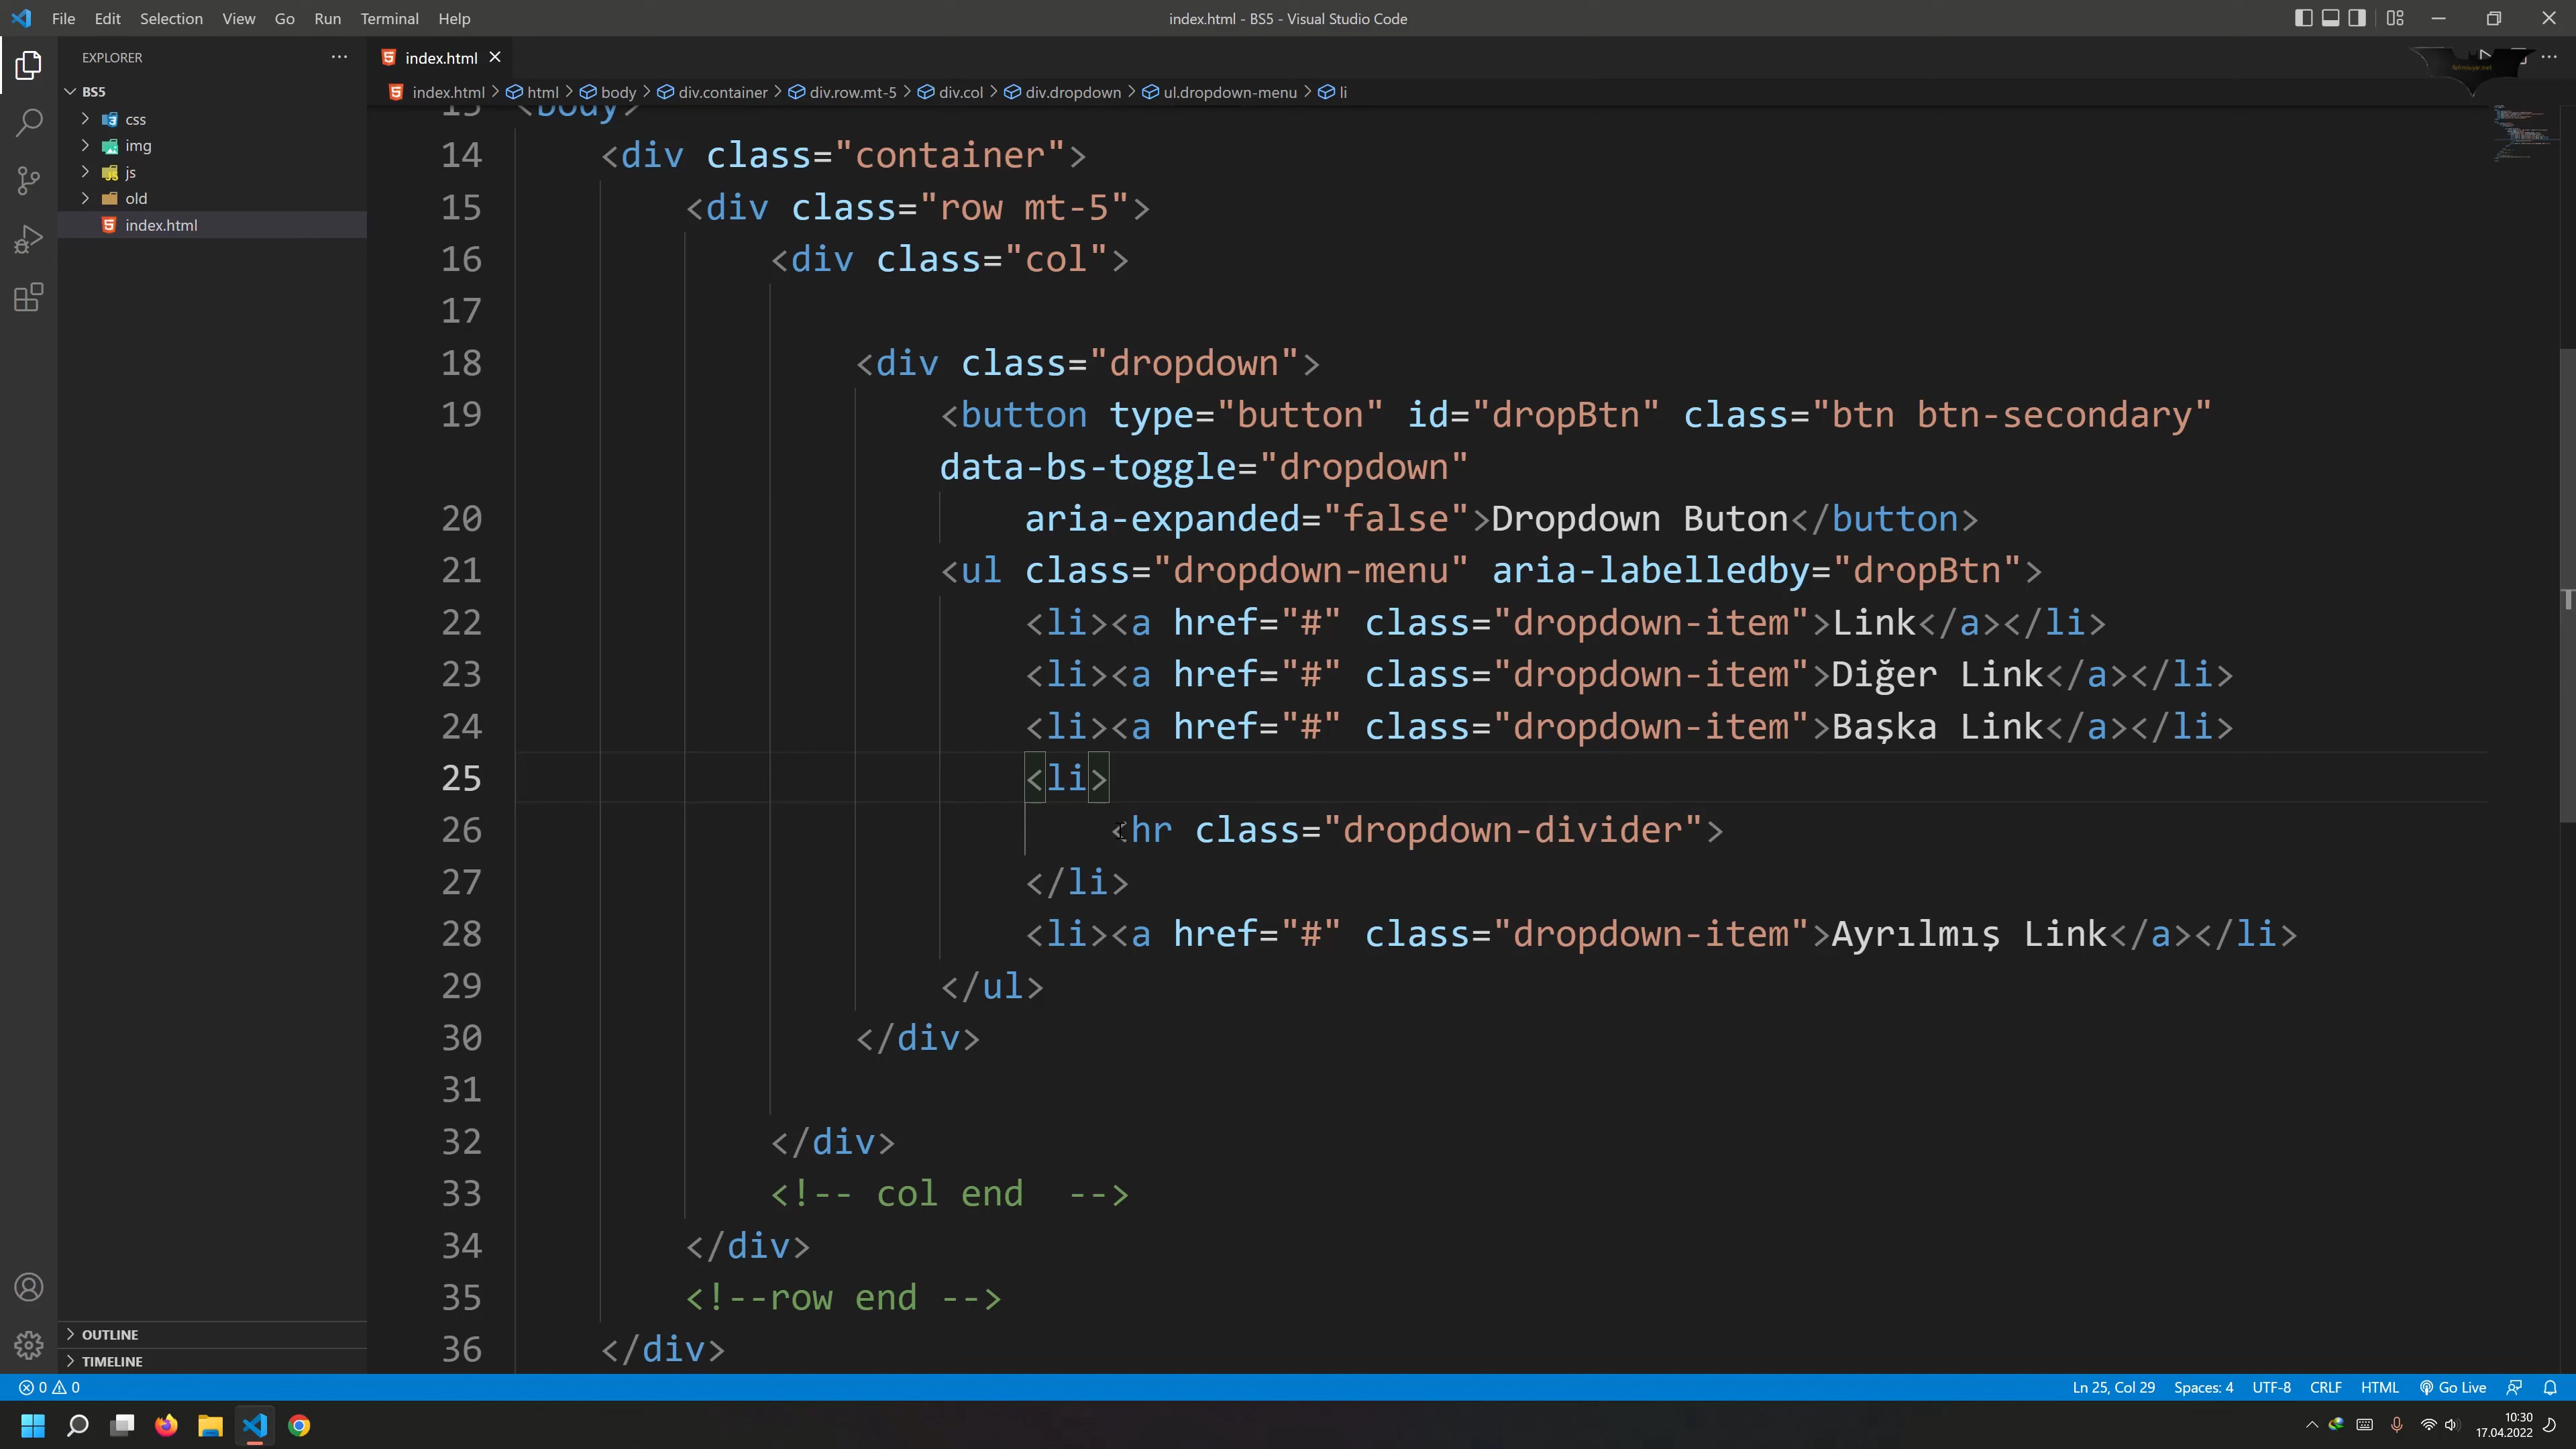 File Edit Selection View Go Run Terminal Help
index.html - BS5 - Visual Studio Code
EXPLORER
BS5
css
img
js
old
index.html
OUTLINE
TIMELINE
index.html
index.html > html > body > div.container > div.row.mt-5 > div.col > div.dropdown > ul.dropdown-menu > li
13 <body>
14 <div class="container">
15 <div class="row mt-5">
16 <div class="col">
17
18 <div class="dropdown">
19 <button type="button" id="dropBtn" class="btn btn-secondary"
data-bs-toggle="dropdown"
20 aria-expanded="false">Dropdown Buton</button>
21 <ul class="dropdown-menu" aria-labelledby="dropBtn">
22 <li><a href="#" class="dropdown-item">Link</a></li>
23 <li><a href="#" class="dropdown-item">Diğer Link</a></li>
24 <li><a href="#" class="dropdown-item">Başka Link</a></li>
25 <li>
26 <hr class="dropdown-divider">
27 </li>
28 <li><a href="#" class="dropdown-item">Ayrılmış Link</a></li>
29 </ul>
30 </div>
31
32 </div>
33 <!-- col end  -->
34 </div>
35 <!--row end -->
36 </div>
0 0
Ln 25, Col 29 Spaces: 4 UTF-8 CRLF HTML Go Live
10:30
17.04.2022